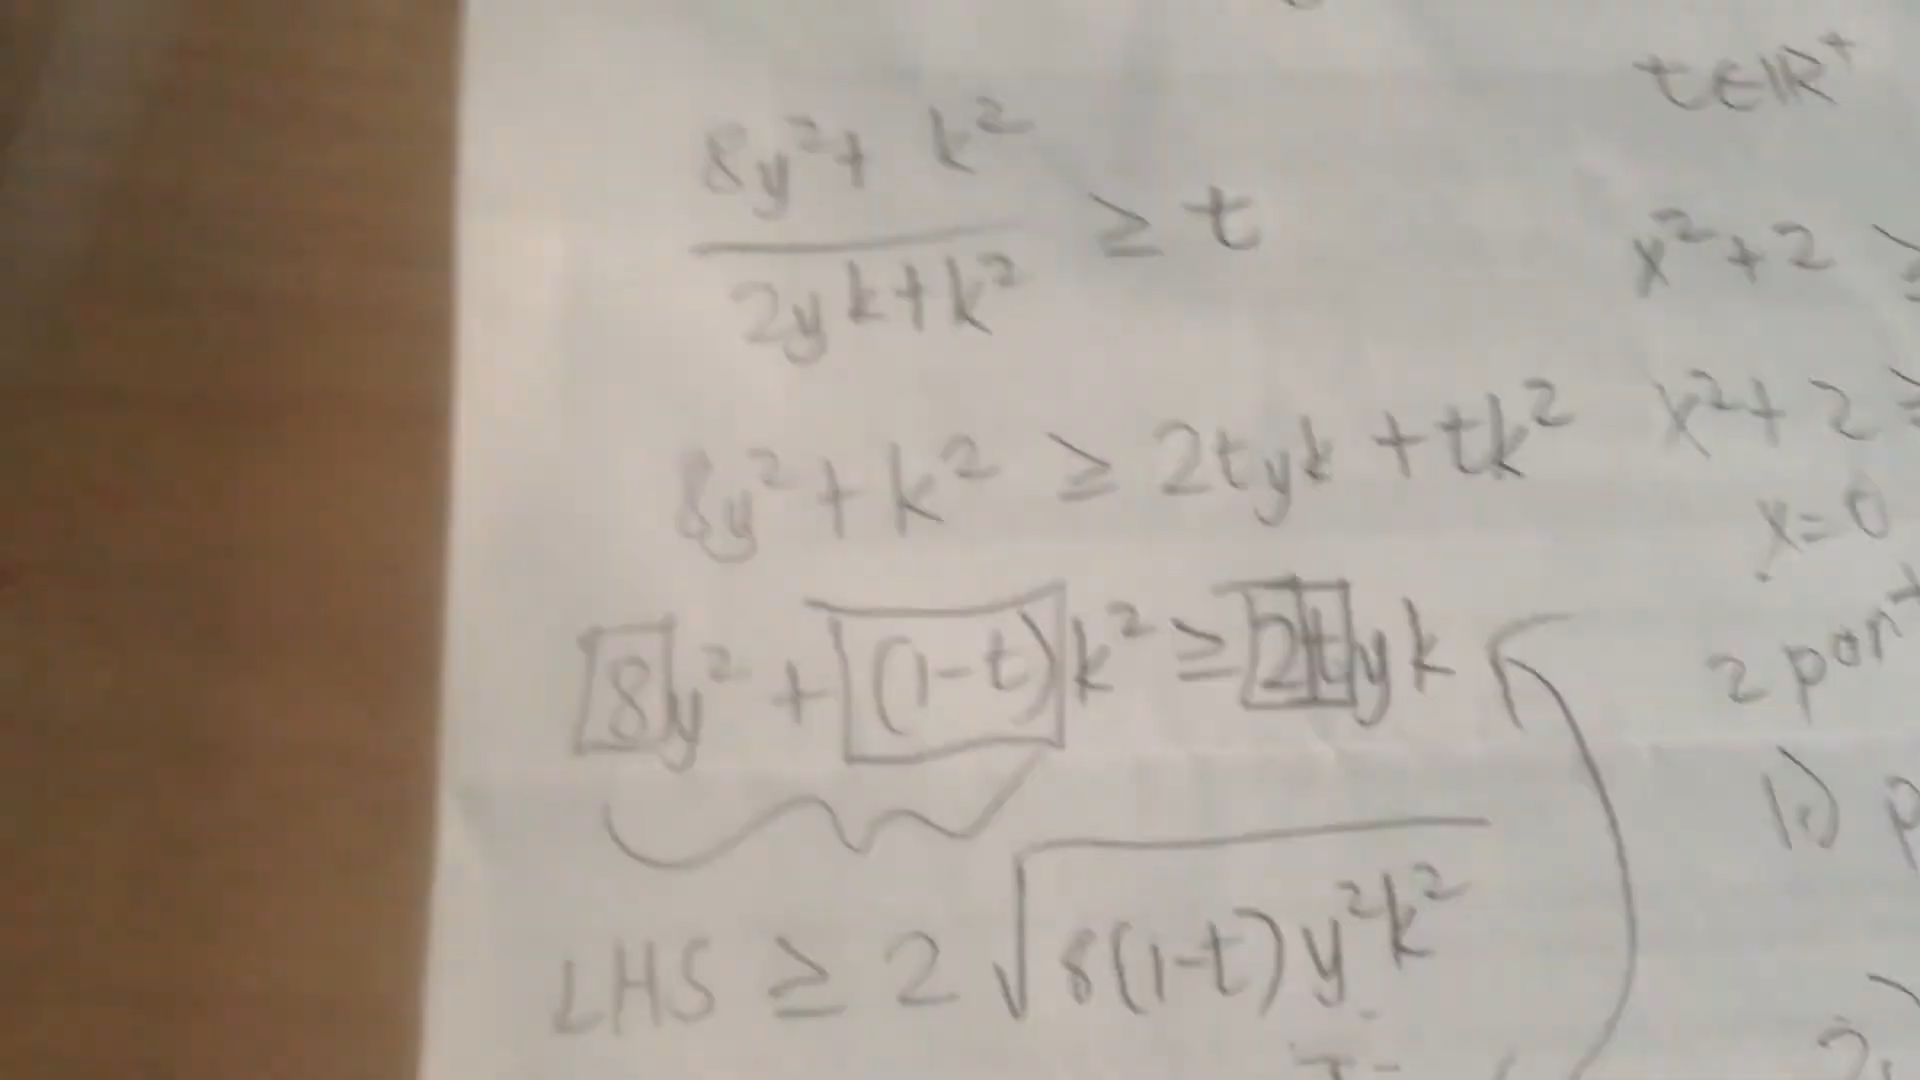 8y²+ k²
———
2yk+k²
≥ t
8y²+k² ≥ 2tyk +tk²
8y² + (1-t)k² ≥ 2tyk
LHS ≥ 2√8(1-t)y²k²
t∈ℝ⁺
x²+2 ≥
x²+2 ≥
x=0
2
1.)